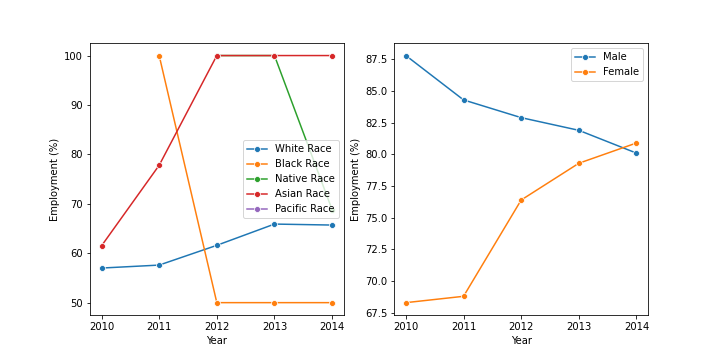 100
90
80
70
60
50
Employment (%)
2010 2011 2012 2013 2014
Year
White Race
Black Race
Native Race
Asian Race
Pacific Race
87.5
85.0
82.5
80.0
77.5
75.0
72.5
70.0
67.5
Employment (%)
2010 2011 2012 2013 2014
Year
Male
Female